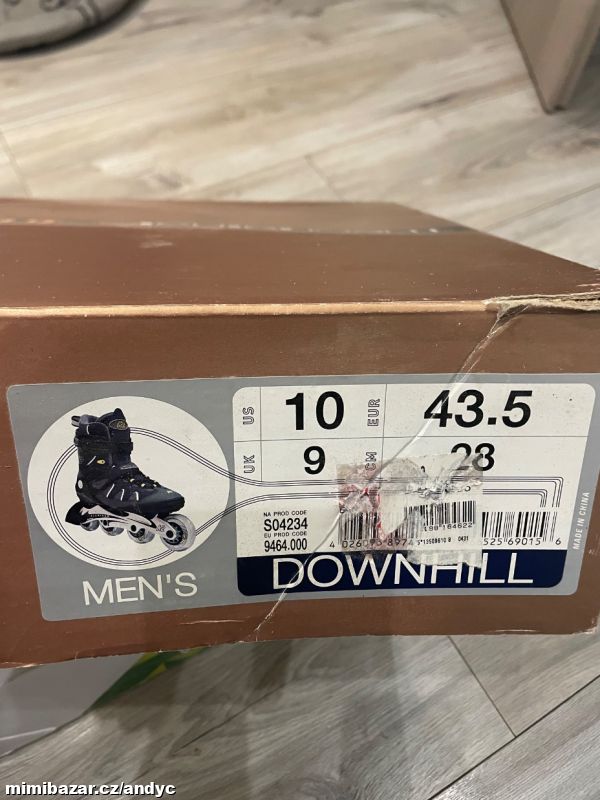 US 10 EUR 43.5
UK 9 CM 28
NA PROD CODE
S04234
EU PROD CODE
9464.000
MADE IN CHINA
MEN'S
DOWNHILL
mimibazar.cz/andyc